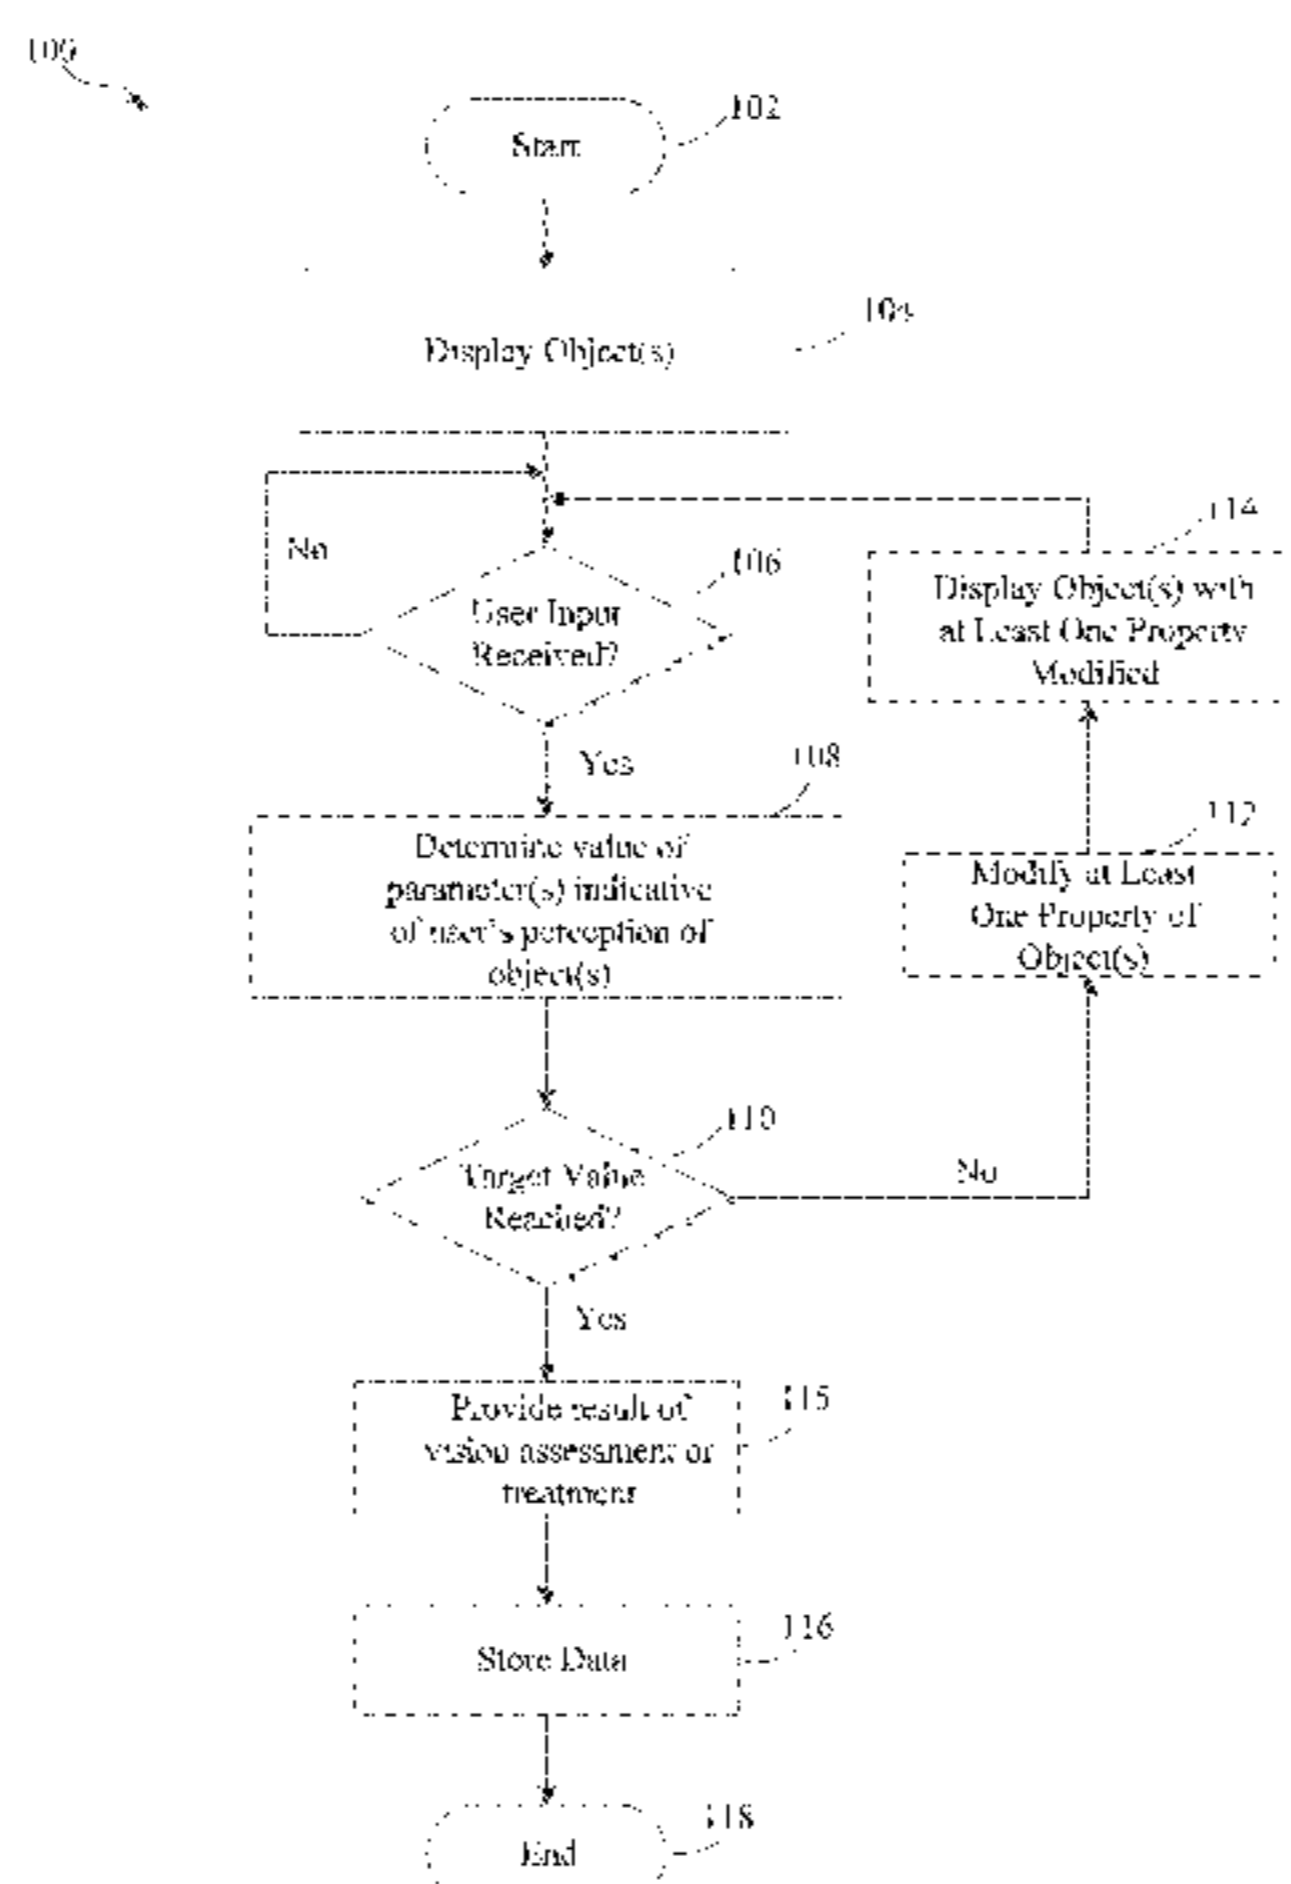 100
102
Start
104
Display Object(s)
No
106
User Input
Received?
114
Display Object(s) with
at Least One Property
Modified
Yes
108
Determine value of
parameter(s) indicative
of user's perception of
object(s)
112
Modify at Least
One Property of
Object(s)
110
Target Value
Reached?
No
Yes
115
Provide result of
vision assessment or
treatment
116
Store Data
118
End